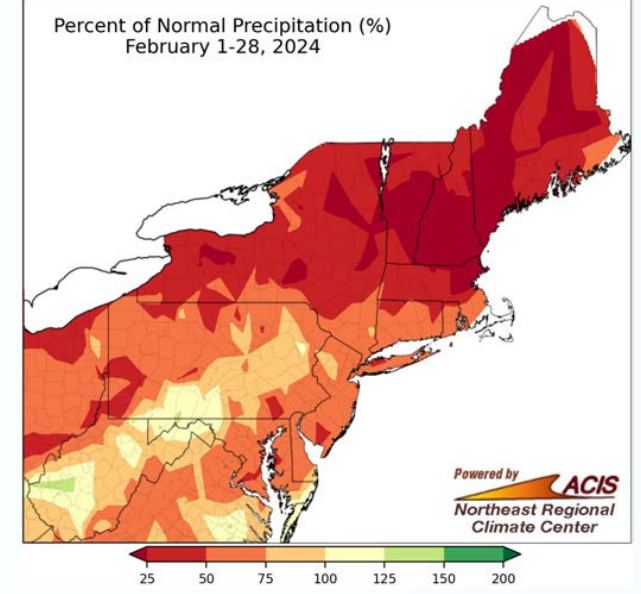 Percent of Normal Precipitation (%)
February 1-28, 2024
Powered by
ACIS
Northeast Regional
Climate Center
25 50 75 100 125 150 200